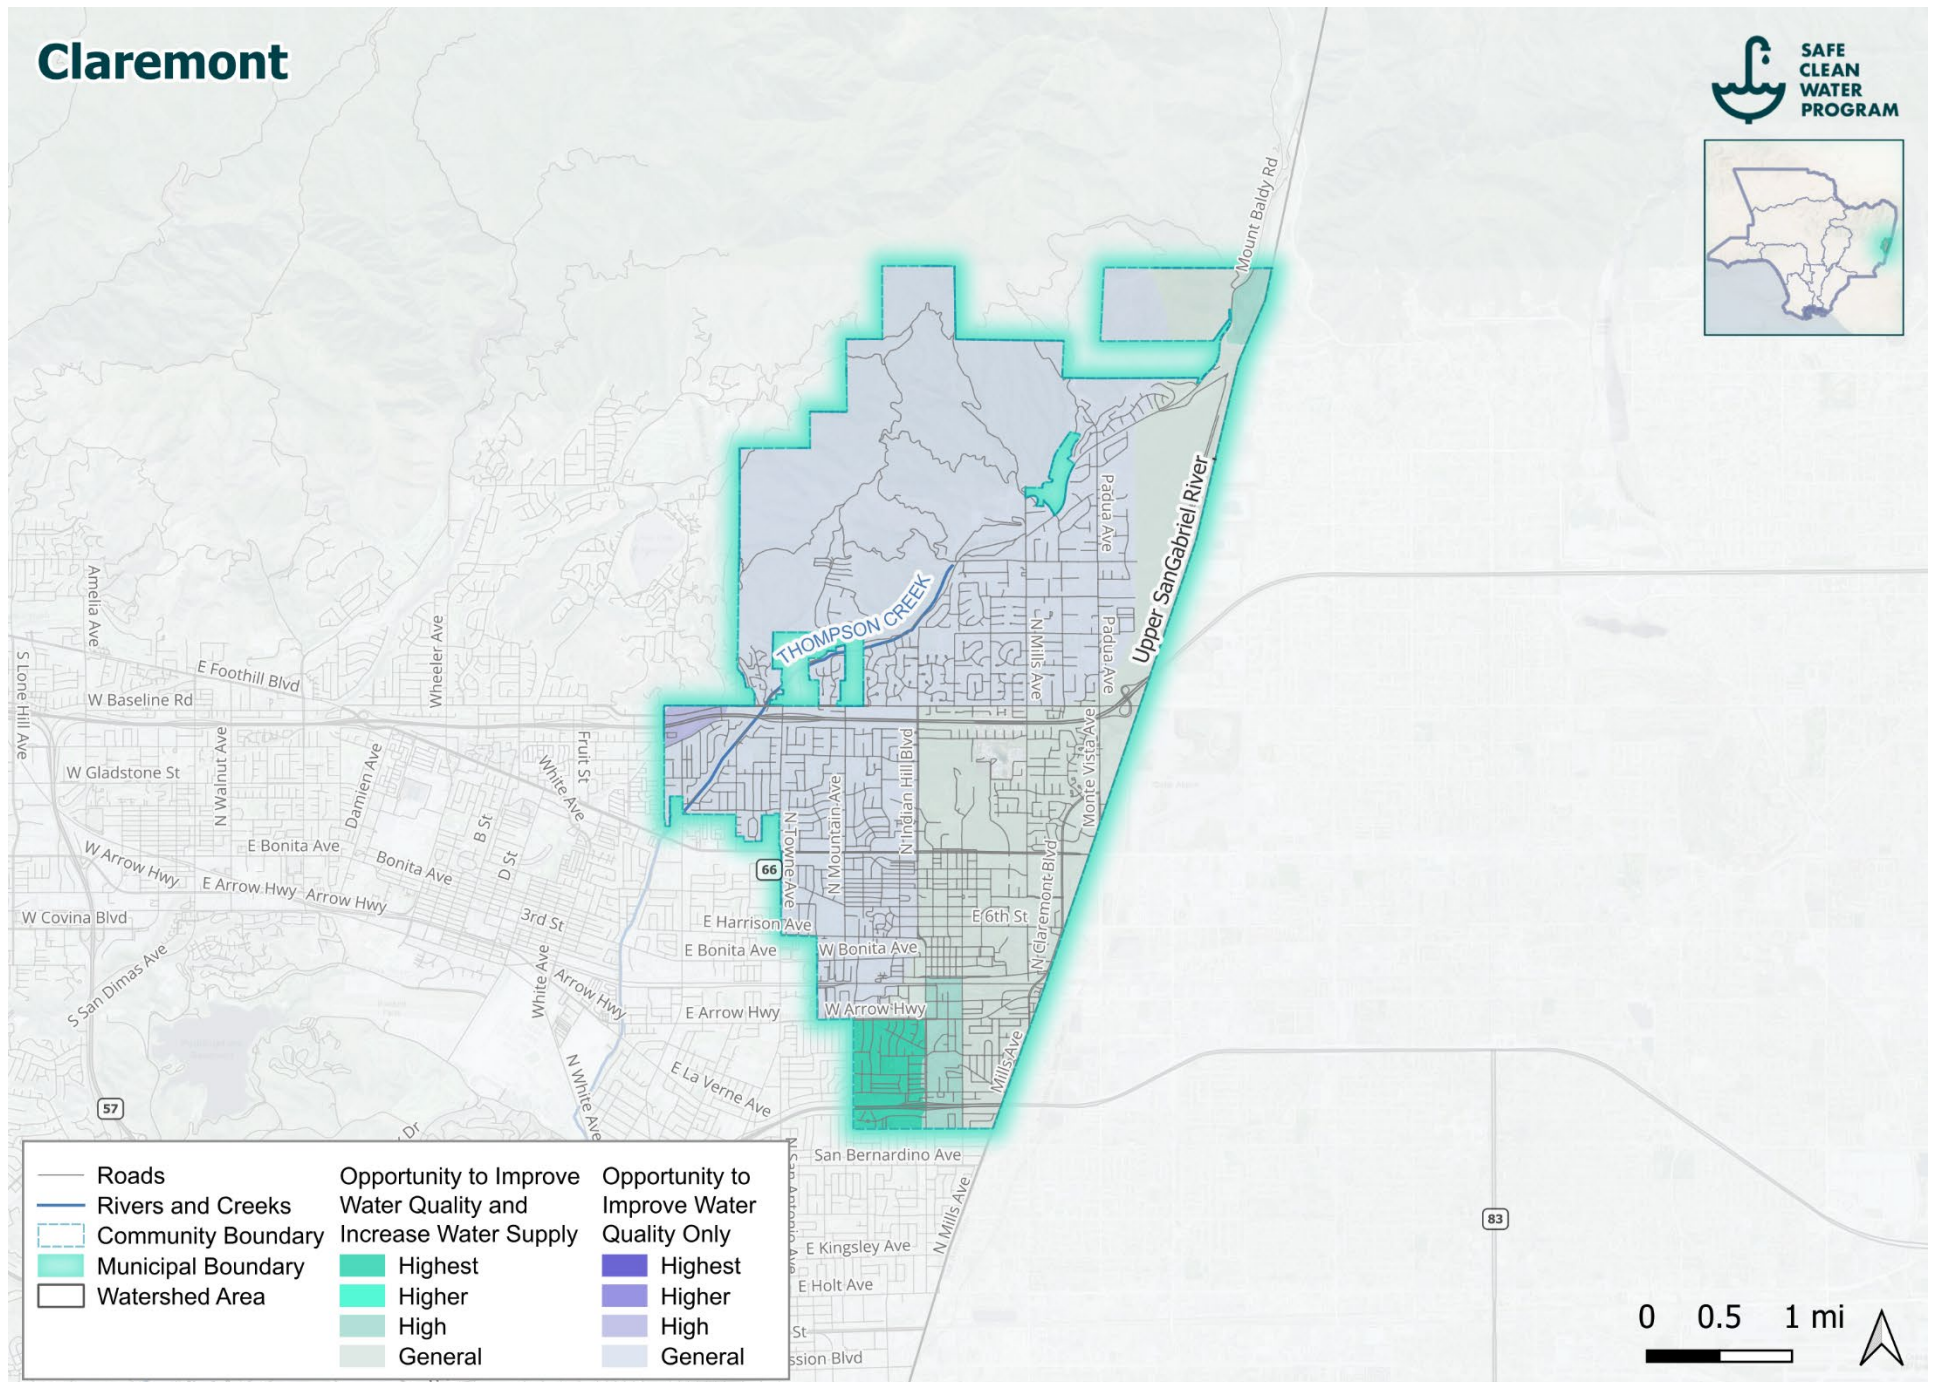 Claremont
SAFE
CLEAN
WATER
PROGRAM
Mount Baldy Rd
Padua Ave
Upper SanGabriel River
THOMPSON CREEK
N Mills Ave
Padua Ave
Amelia Ave
Wheeler Ave
S Lone Hill Ave
E Foothill Blvd
W Baseline Rd
N Walnut Ave
W Gladstone St
Damien Ave
Fruit St
White Ave
N Indian Hill Blvd
Monte Vista Ave
N Mountain Ave
N Towne Ave
B St
D St
E Bonita Ave
Bonita Ave
W Arrow Hwy
E Arrow Hwy
Arrow Hwy
66
N Claremont Blvd
W Covina Blvd
3rd St
E Harrison Ave
E 6th St
E Bonita Ave
W Bonita Ave
S San Dimas Ave
White Ave
Arrow Hwy
E Arrow Hwy
W Arrow Hwy
Mills Ave
N White Ave
E La Verne Ave
57
Dr
San Bernardino Ave
N San Antonio Ave
N Mills Ave
83
E Kingsley Ave
E Holt Ave
St
ssion Blvd
Roads
Rivers and Creeks
Community Boundary
Municipal Boundary
Watershed Area
Opportunity to Improve
Water Quality and
Increase Water Supply
Highest
Higher
High
General
Opportunity to
Improve Water
Quality Only
Highest
Higher
High
General
0 0.5 1 mi